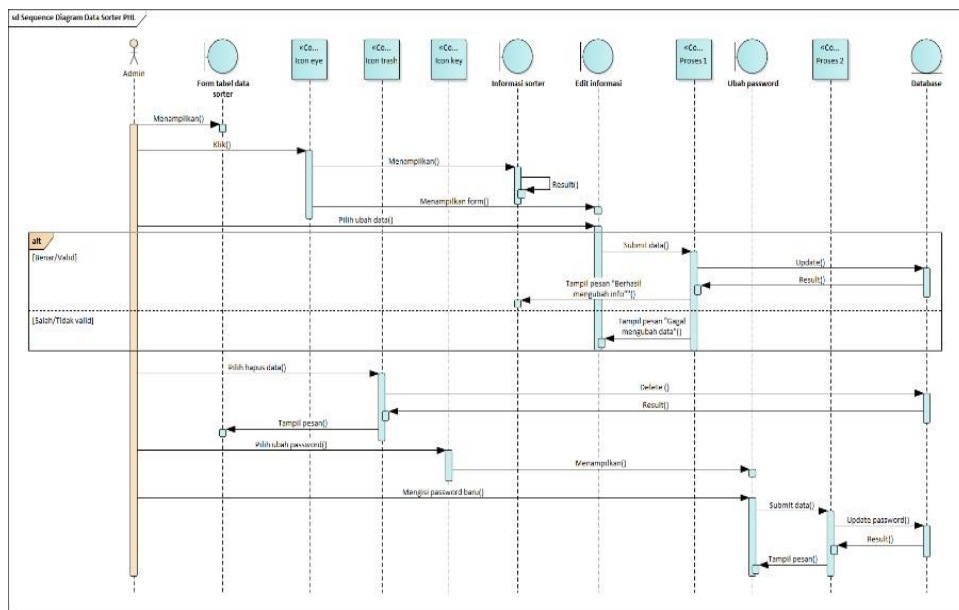 sd Sequence Diagram Data Sorter PHL
«Co...
Icon eye
«Co...
Icon trash
«Co...
Icon key
«Co...
Proses 1
«Co...
Proses 2
Admin
Form tabel data
sorter
Informasi sorter
Edit informasi
Ubah password
Database
Menampilkan()
Klik()
Menampilkan()
Result()
Menampilkan form()
Pilih ubah data()
alt
[Benar/Valid]
Submit data()
Update()
Result()
Tampil pesan "Berhasil
mengubah info"'()
[Salah/Tidak valid]
Tampil pesan "Gagal
mengubah data"()
Pilih hapus data()
Delete ()
Result()
Tampil pesan()
Pilih ubah password()
Menampilkan()
Mengisi password baru()
Submit data()
Update password()
Result()
Tampil pesan()